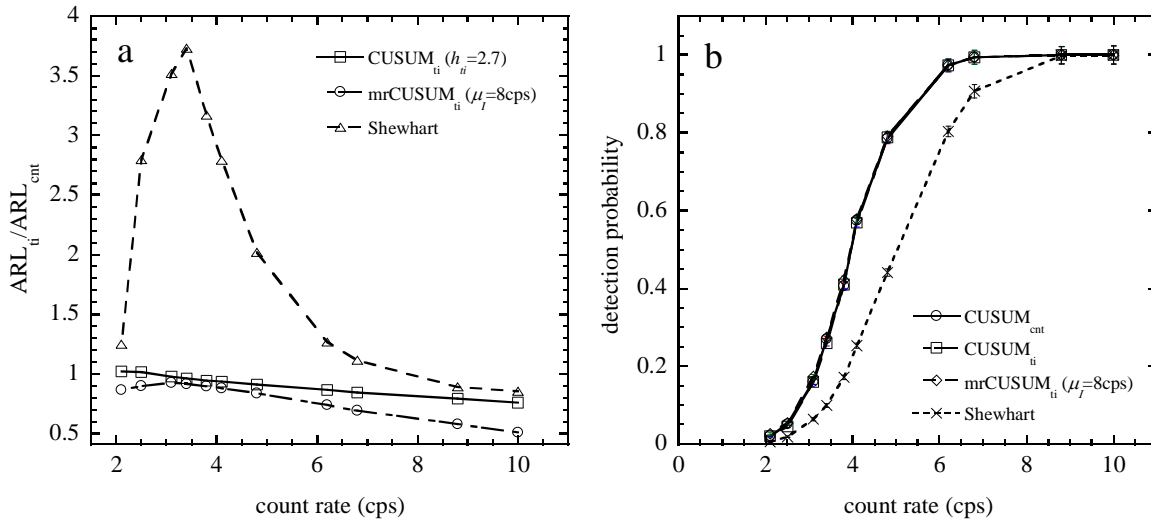 a
4
3.5
3
2.5
2
1.5
1
0.5
ARL_ti/ARL_cnt
CUSUM_ti (h_ti=2.7)
mrCUSUM_ti (μ_I=8cps)
Shewhart
2 4 6 8 10
count rate (cps)
b
1
0.8
0.6
0.4
0.2
0
detection probability
CUSUM_cnt
CUSUM_ti
mrCUSUM_ti (μ_I=8cps)
Shewhart
0 2 4 6 8 10
count rate (cps)